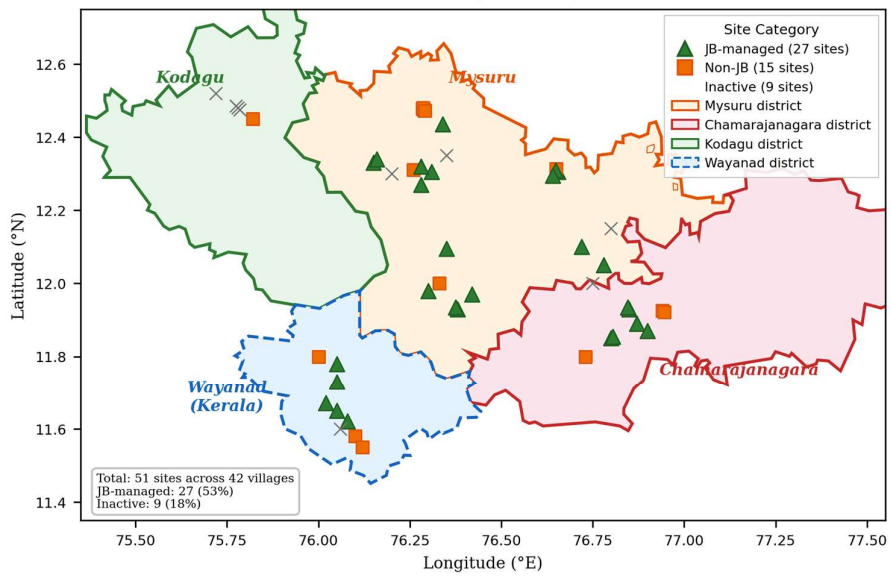 Site Category
JB-managed (27 sites)
Non-JB (15 sites)
Inactive (9 sites)
Mysuru district
Chamarajanagara district
Kodagu district
Wayanad district
Kodagu
Mysuru
Chamarajanagara
Wayanad
(Kerala)
Total: 51 sites across 42 villages
JB-managed: 27 (53%)
Inactive: 9 (18%)
Latitude (°N)
12.6
12.4
12.2
12.0
11.8
11.6
11.4
75.50
75.75
76.00
76.25
76.50
76.75
77.00
77.25
77.50
Longitude (°E)